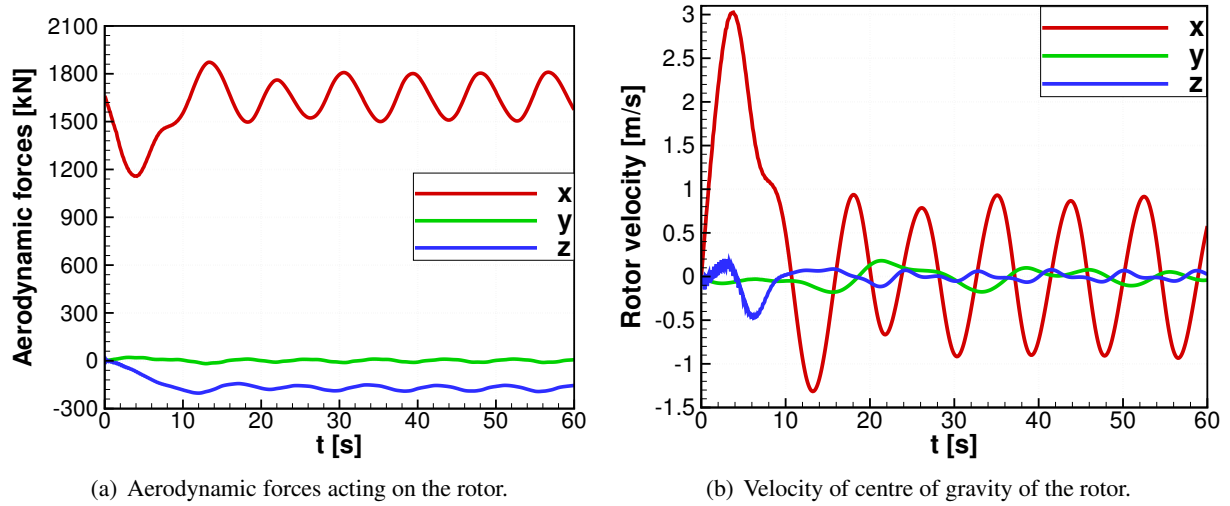 2100
1800
1500
1200
900
600
300
0
-300
Aerodynamic forces [kN]
x
y
z
0 10 20 30 40 50 60
t [s]
(a) Aerodynamic forces acting on the rotor.
3
2.5
2
1.5
1
0.5
0
-0.5
-1
-1.5
Rotor velocity [m/s]
x
y
z
0 10 20 30 40 50 60
t [s]
(b) Velocity of centre of gravity of the rotor.